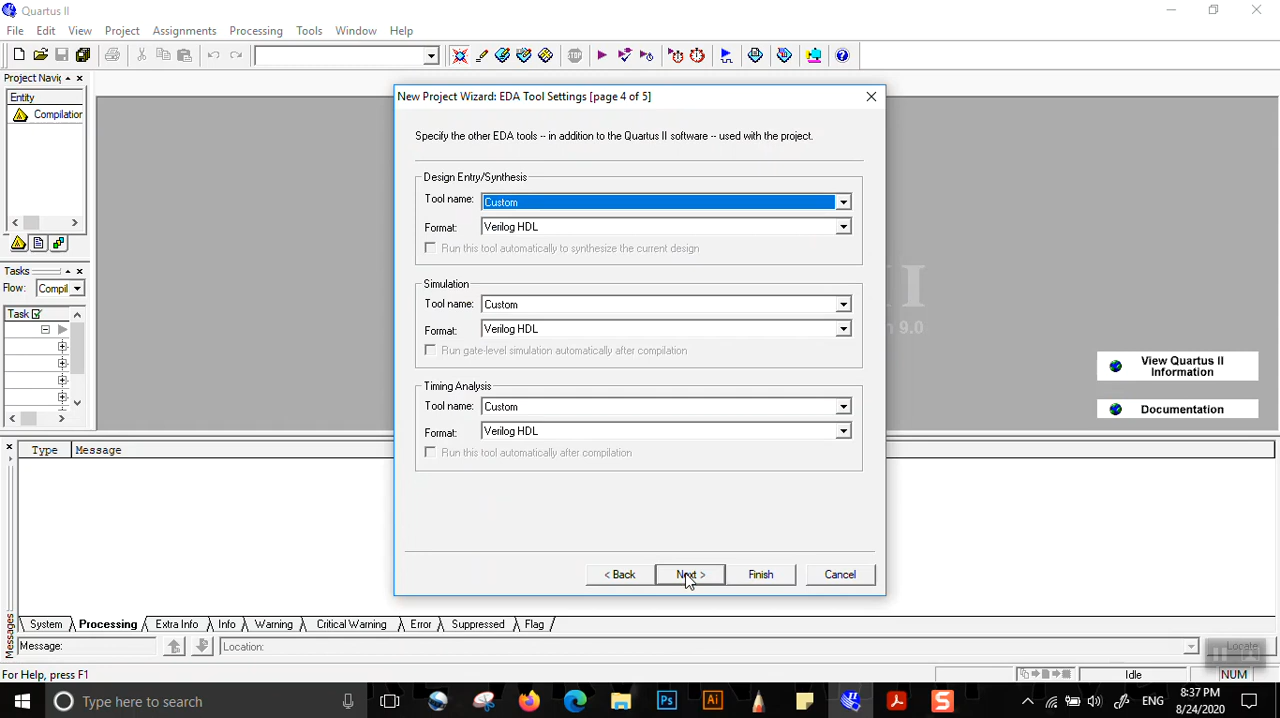 Quartus II
File Edit View Project Assignments Processing Tools Window Help
Project Navig
Entity
Compilation
Tasks
Flow: Compil
Task
New Project Wizard: EDA Tool Settings [page 4 of 5]
Specify the other EDA tools -- in addition to the Quartus II software -- used with the project.
Design Entry/Synthesis
Tool name: Custom
Format: Verilog HDL
Run this tool automatically to synthesize the current design
Simulation
Tool name: Custom
Format: Verilog HDL
Run gate-level simulation automatically after compilation
Timing Analysis
Tool name: Custom
Format: Verilog HDL
Run this tool automatically after compilation
< Back Next > Finish Cancel
II
n 9.0
View Quartus II
Information
Documentation
Type Message
System Processing Extra Info Info Warning Critical Warning Error Suppressed Flag
Messages
Message: Location: Locate
For Help, press F1 Idle NUM
Type here to search
ENG
8:37 PM
8/24/2020